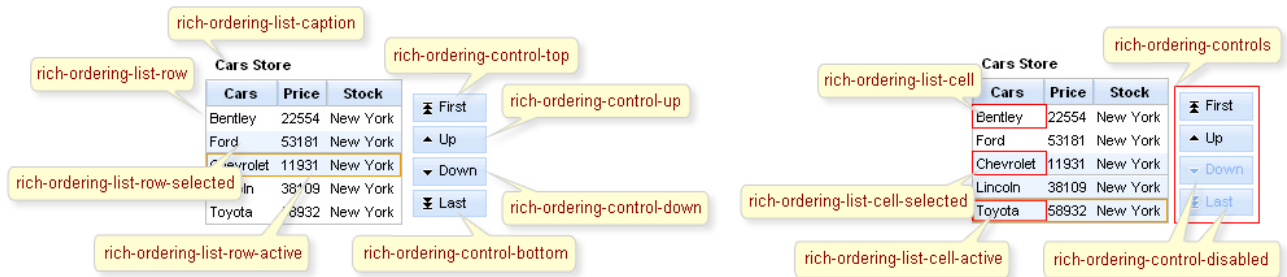 rich-ordering-list-caption
rich-ordering-control-top
rich-ordering-list-row
Cars Store
Cars Price Stock
Bentley 22554 New York
Ford 53181 New York
Chevrolet 11931 New York
38109 New York
Toyota 58932 New York
First
Up
Down
Last
rich-ordering-control-up
rich-ordering-list-row-selected
rich-ordering-control-down
rich-ordering-list-row-active
rich-ordering-control-bottom
rich-ordering-controls
Cars Store
rich-ordering-list-cell
Cars Price Stock
Bentley 22554 New York
Ford 53181 New York
Chevrolet 11931 New York
Lincoln 38109 New York
Toyota 58932 New York
First
Up
Down
Last
rich-ordering-list-cell-selected
rich-ordering-list-cell-active
rich-ordering-control-disabled